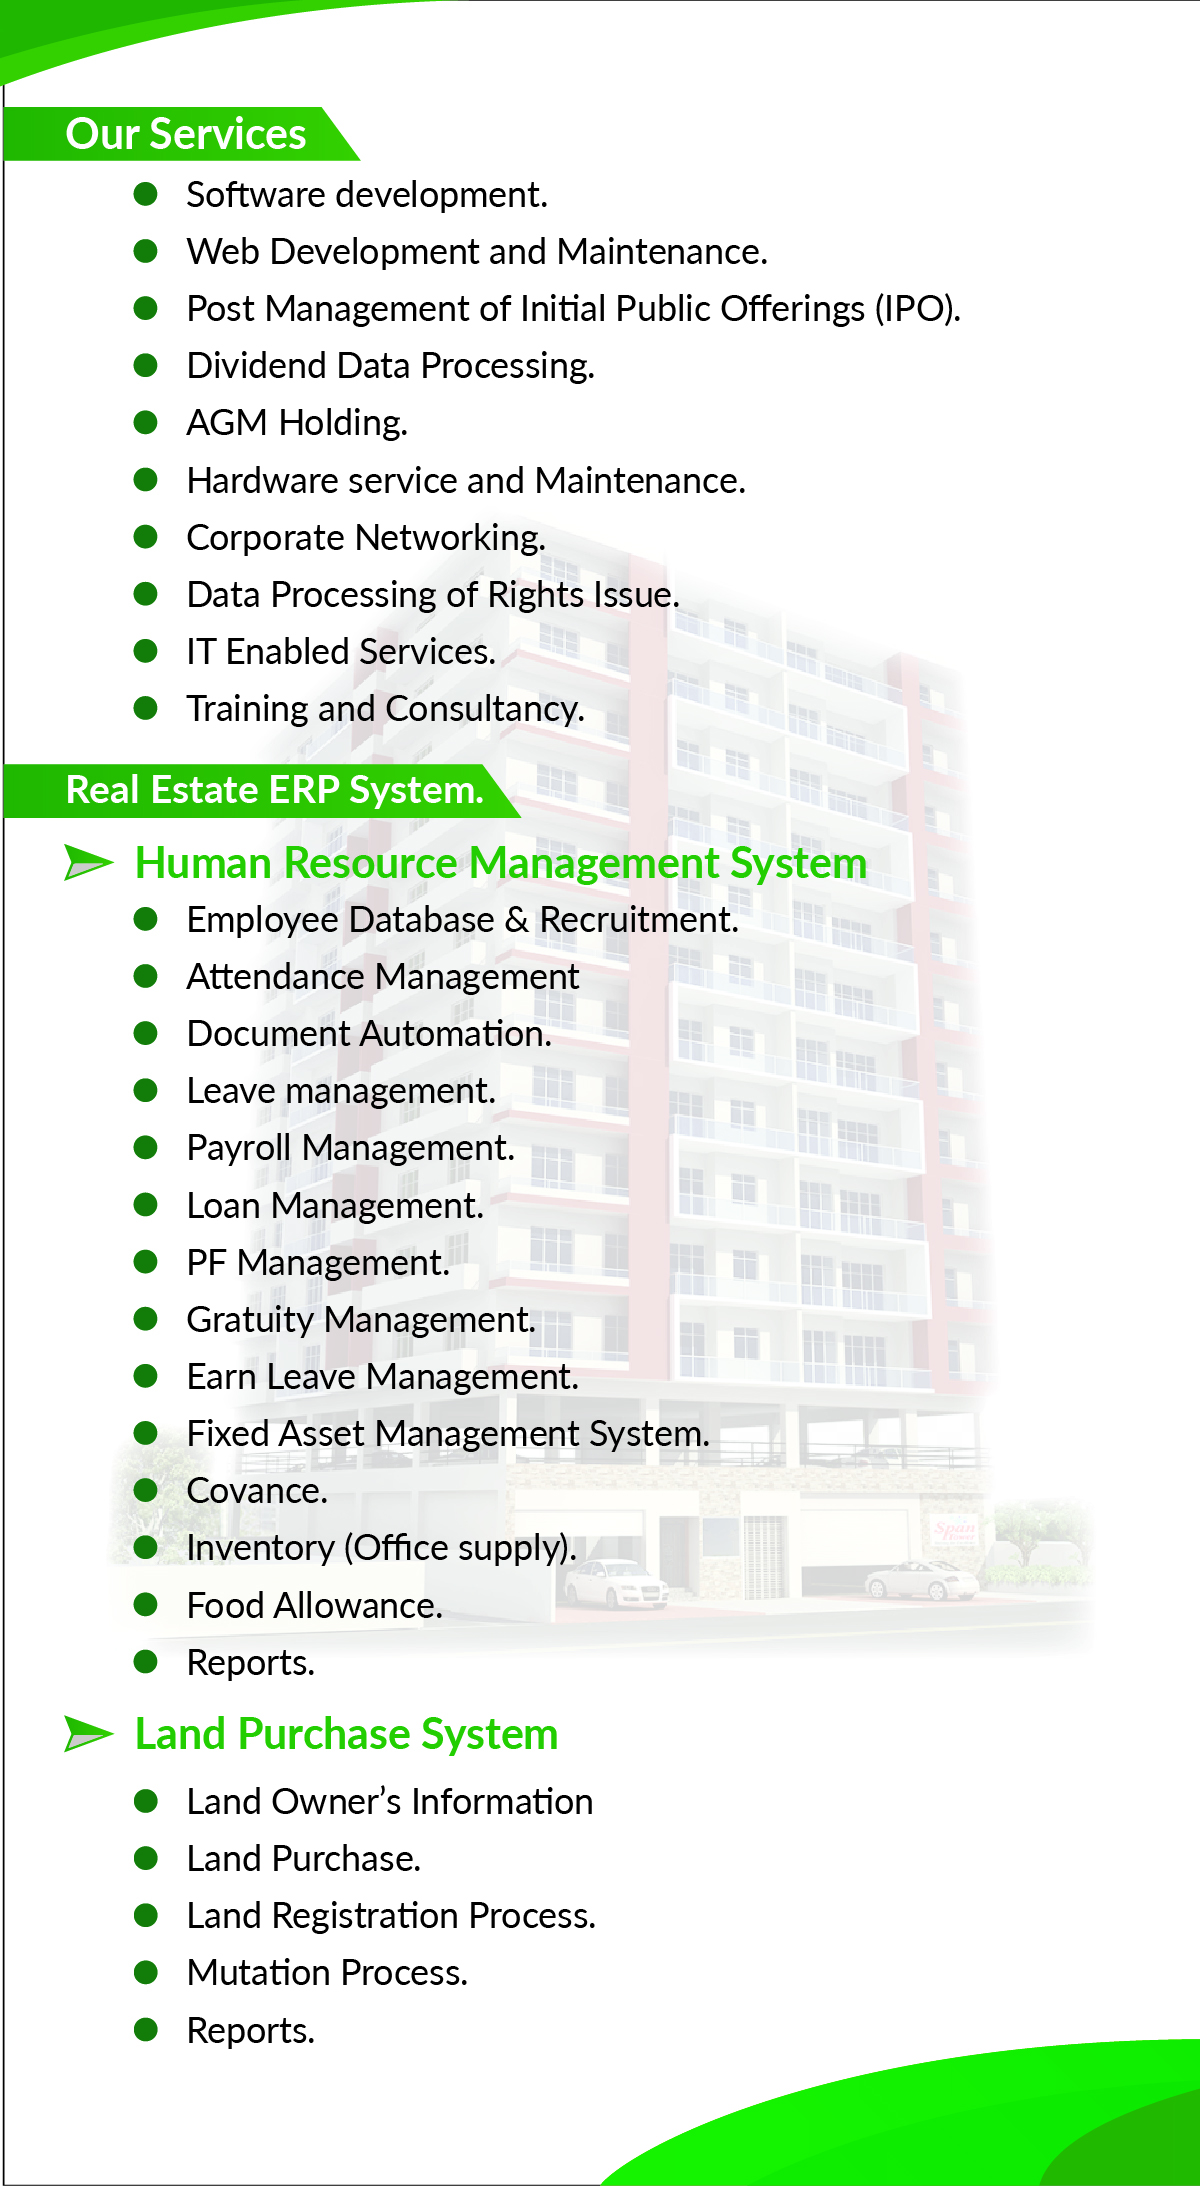 Our Services
Software development.
Web Development and Maintenance.
Post Management of Initial Public Offerings (IPO).
Dividend Data Processing.
AGM Holding.
Hardware service and Maintenance.
Corporate Networking.
Data Processing of Rights Issue.
IT Enabled Services.
Training and Consultancy.
Real Estate ERP System.
Human Resource Management System
Employee Database & Recruitment.
Attendance Management
Document Automation.
Leave management.
Payroll Management.
Loan Management.
PF Management.
Gratuity Management.
Earn Leave Management.
Fixed Asset Management System.
Covance.
Inventory (Office supply).
Span
Food Allowance.
Reports.
Land Purchase System
Land Owner’s Information
Land Purchase.
Land Registration Process.
Mutation Process.
Reports.